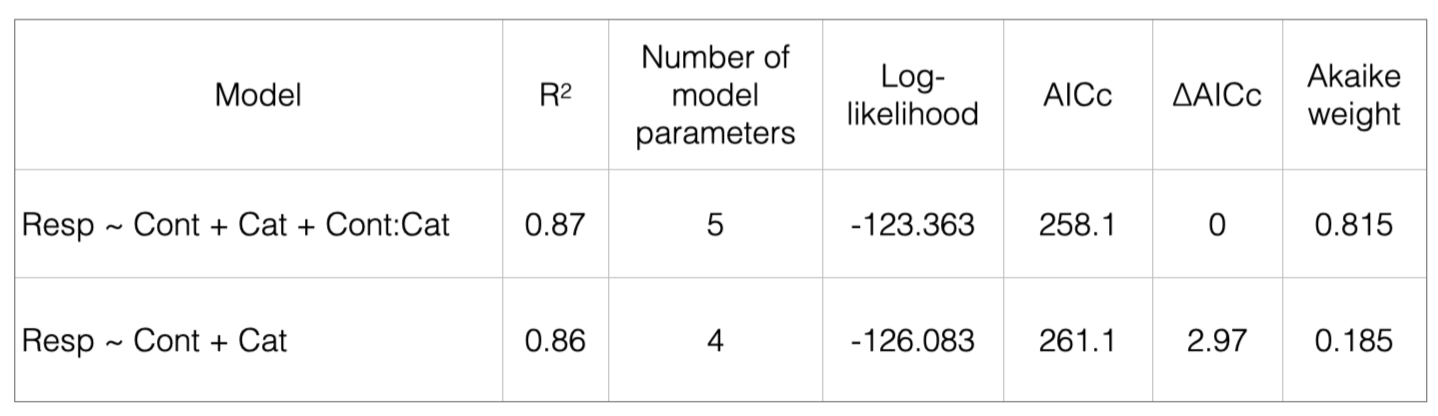 Model R² Number of model parameters Log-likelihood AICc ΔAICc Akaike weight
Resp ~ Cont + Cat + Cont:Cat 0.87 5 -123.363 258.1 0 0.815
Resp ~ Cont + Cat 0.86 4 -126.083 261.1 2.97 0.185